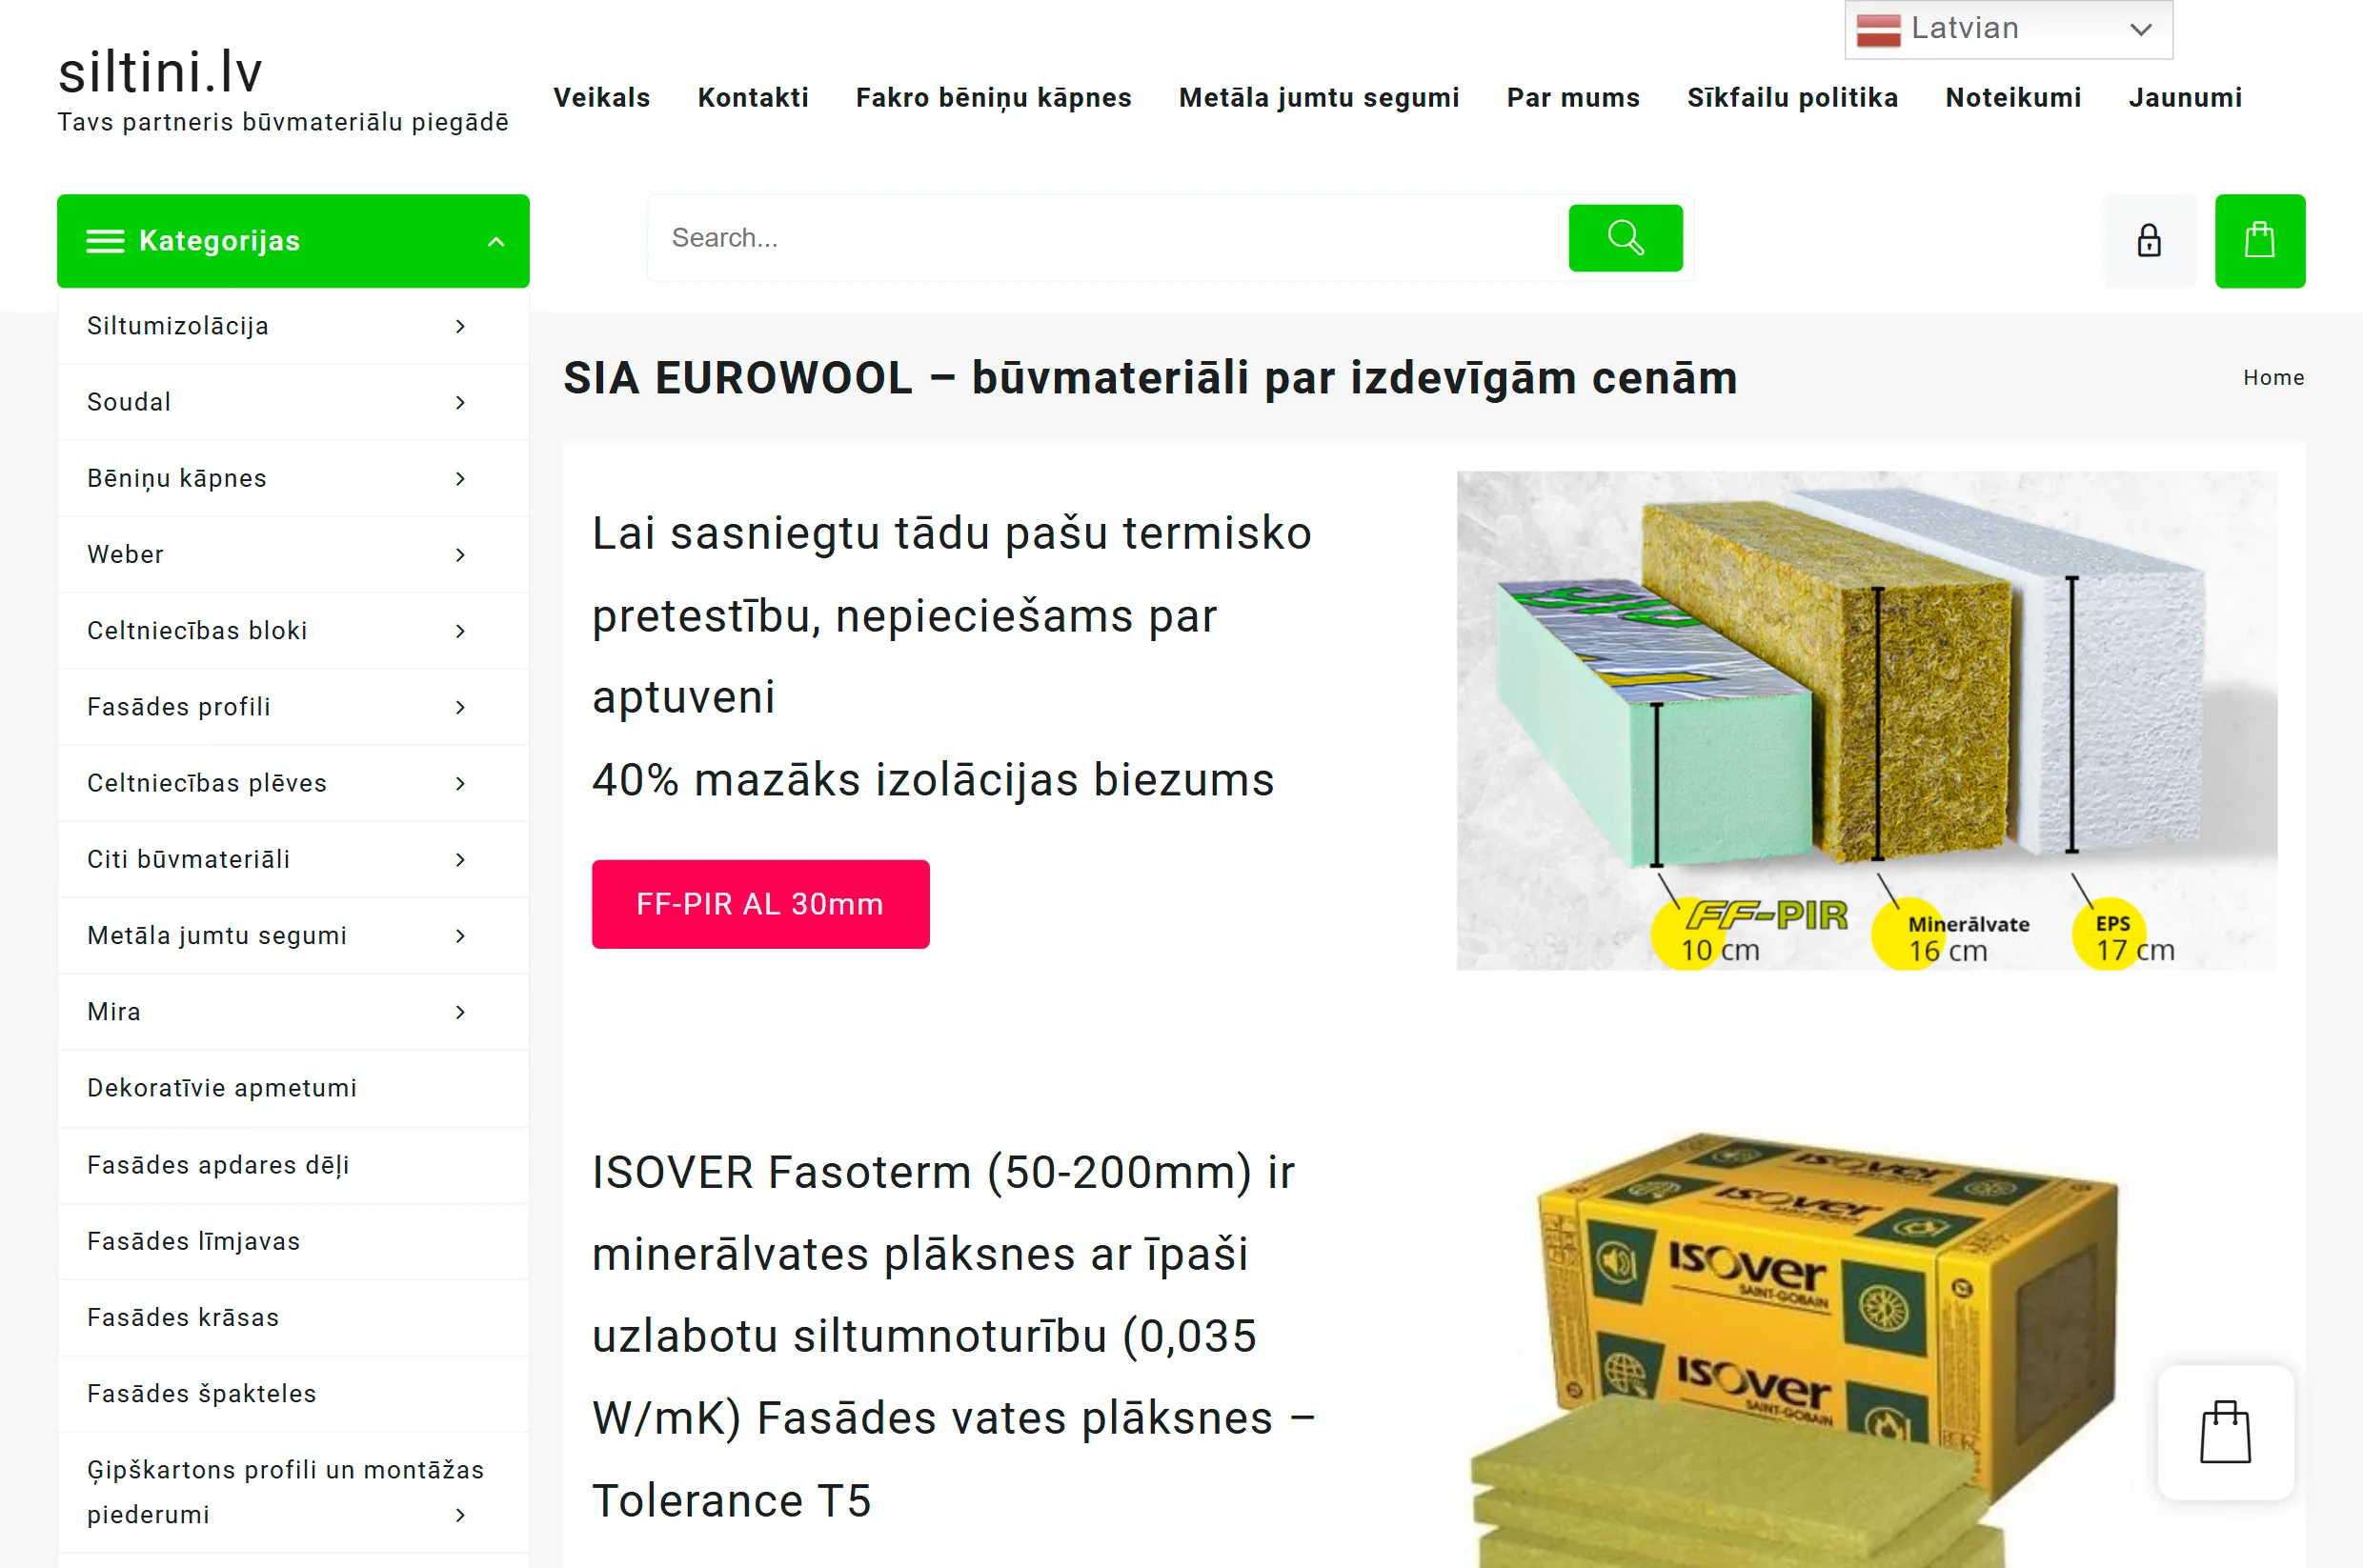 Latvian
siltini.lv
Tavs partneris būvmateriālu piegādē
Veikals
Kontakti
Fakro bēniņu kāpnes
Metāla jumtu segumi
Par mums
Sīkfailu politika
Noteikumi
Jaunumi
Kategorijas
Search...
Siltumizolācija
Soudal
Bēniņu kāpnes
Weber
Celtniecības bloki
Fasādes profili
Celtniecības plēves
Citi būvmateriāli
Metāla jumtu segumi
Mira
Dekoratīvie apmetumi
Fasādes apdares dēļi
Fasādes līmjavas
Fasādes krāsas
Fasādes špakteles
Ģipškartons profili un montāžas
piederumi
SIA EUROWOOL – būvmateriāli par izdevīgām cenām
Home
Lai sasniegtu tādu pašu termisko
pretestību, nepieciešams par
aptuveni
40% mazāks izolācijas biezums
FF-PIR AL 30mm
FF-PIR
10 cm
Minerālvate
16 cm
EPS
17 cm
ISOVER Fasoterm (50-200mm) ir
minerālvates plāksnes ar īpaši
uzlabotu siltumnoturību (0,035
W/mK) Fasādes vates plāksnes –
Tolerance T5
isover
isover
isover
SAINT-GOBAIN
isover
SAINT-GOBAIN